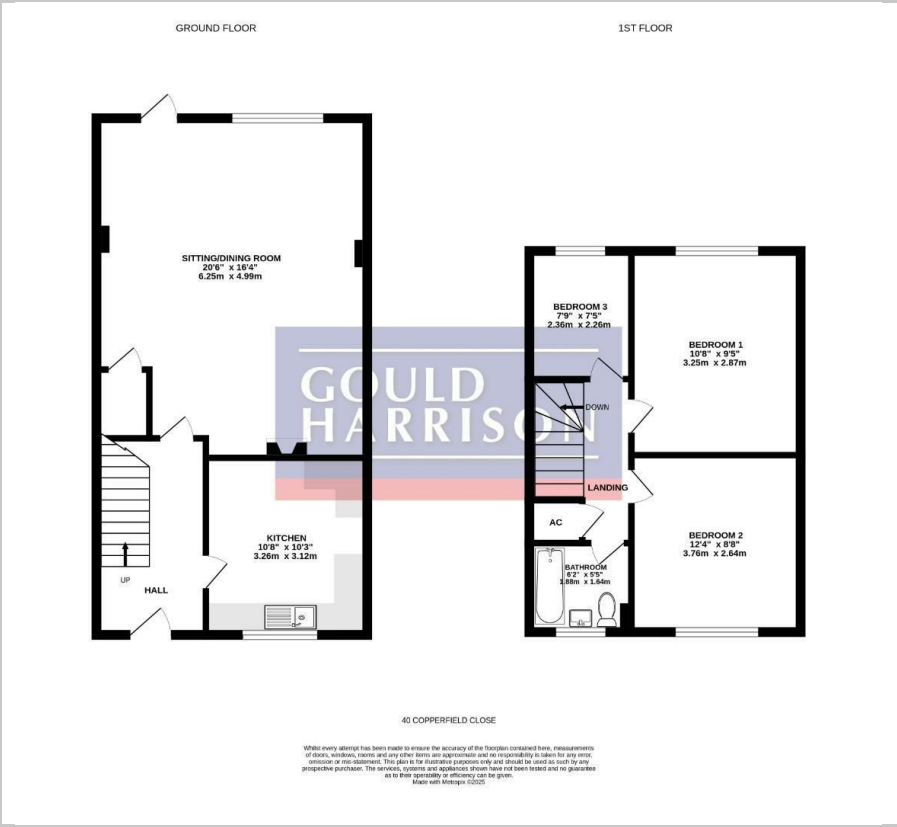 GROUND FLOOR
1ST FLOOR
SITTING/DINING ROOM
20'6" x 16'4"
6.25m x 4.99m
BEDROOM 3
7'9" x 7'5"
2.36m x 2.26m
BEDROOM 1
10'8" x 9'5"
3.25m x 2.87m
GOULD
HARRISON
DOWN
LANDING
AC
KITCHEN
10'8" x 10'3"
3.26m x 3.12m
BEDROOM 2
12'4" x 8'8"
3.76m x 2.64m
BATHROOM
6'2" x 5'5"
1.88m x 1.64m
UP
HALL
40 COPPERFIELD CLOSE
Whilst every attempt has been made to ensure the accuracy of the floorplan contained here, measurements
of doors, windows, rooms and any other items are approximate and no responsibility is taken for any error,
omission or mis-statement. This plan is for illustrative purposes only and should be used as such by any
prospective purchaser. The services, systems and appliances shown have not been tested and no guarantee
as to their operability or efficiency can be given.
Made with Metropix ©2025